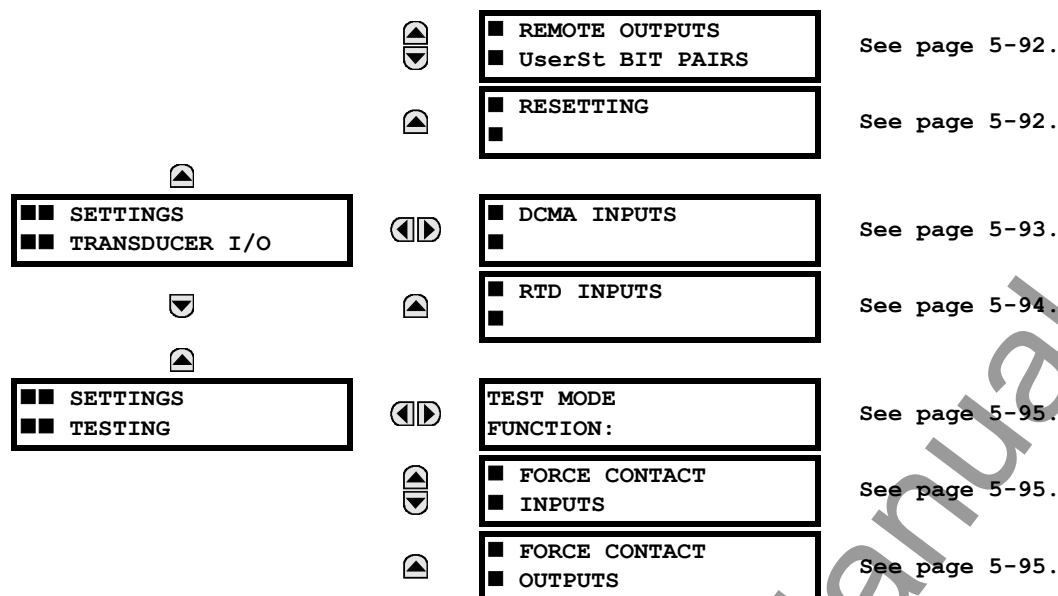 ■ REMOTE OUTPUTS
■ UserSt BIT PAIRS
See page 5-92.
■ RESETTING
■
See page 5-92.
■■ SETTINGS
■■ TRANSDUCER I/O
■ DCMA INPUTS
■
See page 5-93.
■ RTD INPUTS
■
See page 5-94.
■■ SETTINGS
■■ TESTING
TEST MODE
FUNCTION:
See page 5-95.
■ FORCE CONTACT
■ INPUTS
See page 5-95.
■ FORCE CONTACT
■ OUTPUTS
See page 5-95.
anual